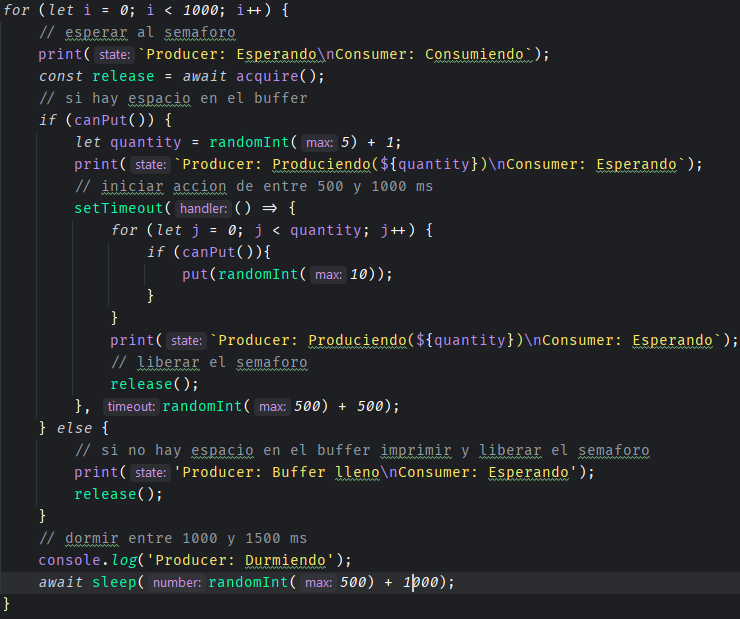 for (let i = 0; i < 1000; i++) {
    // esperar al semaforo
    print( state: `Producer: Esperando\nConsumer: Consumiendo`);
    const release = await acquire();
    // si hay espacio en el buffer
    if (canPut()) {
        let quantity = randomInt( max: 5) + 1;
        print( state: `Producer: Produciendo(${quantity})\nConsumer: Esperando`);
        // iniciar accion de entre 500 y 1000 ms
        setTimeout( handler: () => {
            for (let j = 0; j < quantity; j++) {
                if (canPut()){
                    put(randomInt( max: 10));
                }
            }
            print( state: `Producer: Produciendo(${quantity})\nConsumer: Esperando`);
            // liberar el semaforo
            release();
        }, timeout: randomInt( max: 500) + 500);
    } else {
        // si no hay espacio en el buffer imprimir y liberar el semaforo
        print( state: 'Producer: Buffer lleno\nConsumer: Esperando');
        release();
    }
    // dormir entre 1000 y 1500 ms
    console.log('Producer: Durmiendo');
    await sleep( number: randomInt( max: 500) + 1000);
}